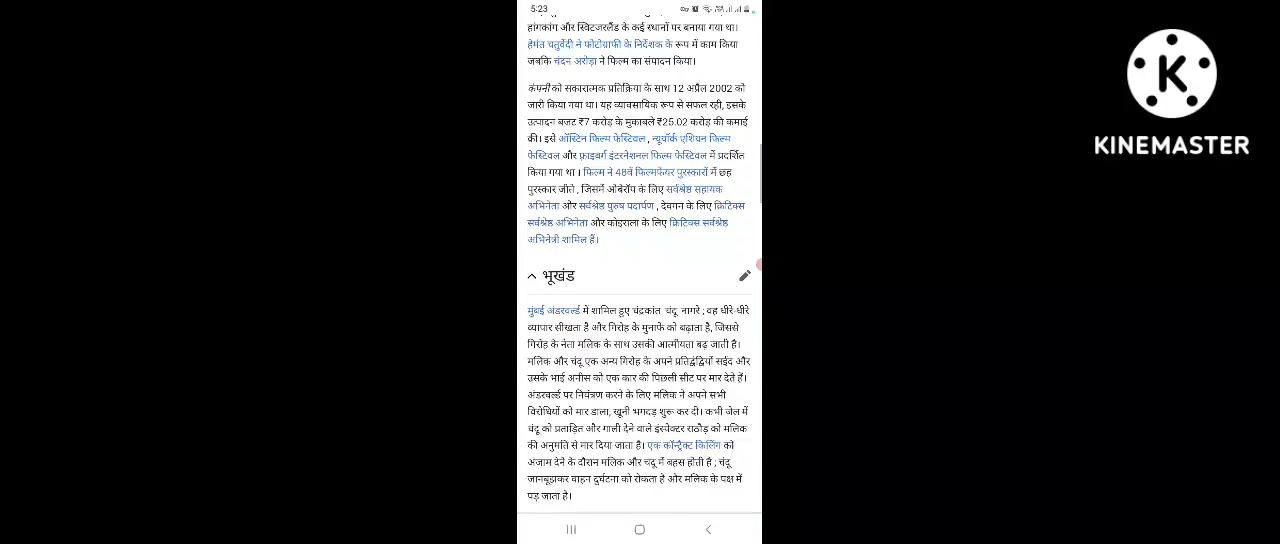 5:23
हांगकांग और स्विटजरलैंड के कई स्थानों पर बनाया गया था।
हेमंत चतुर्वेदी ने फोटोग्राफी के निर्देशक के रूप में काम किया
जबकि चंदन अरोड़ा ने फिल्म का संपादन किया।
कंपनी को सकारात्मक प्रतिक्रिया के साथ 12 अप्रैल 2002 को
जारी किया गया था। यह व्यावसायिक रूप से सफल रही, इसके
उत्पादन बजट ₹7 करोड़ के मुकाबले ₹25.02 करोड़ की कमाई
की। इसे ऑस्टिन फिल्म फेस्टिवल , न्यूयॉर्क एशियन फिल्म
फेस्टिवल और फ़्राइबर्ग इंटरनेशनल फिल्म फेस्टिवल में प्रदर्शित
किया गया था । फिल्म ने 48वें फिल्मफेयर पुरस्कारों में छह
पुरस्कार जीते , जिसमें ओबेरॉय के लिए सर्वश्रेष्ठ सहायक
अभिनेता और सर्वश्रेष्ठ पुरुष पदार्पण , देवगन के लिए क्रिटिक्स
सर्वश्रेष्ठ अभिनेता और कोइराला के लिए क्रिटिक्स सर्वश्रेष्ठ
अभिनेत्री शामिल हैं।
भूखंड
मुंबई अंडरवर्ल्ड में शामिल हुए चंद्रकांत चंदू नागरे ; वह धीरे-धीरे
व्यापार सीखता है और गिरोह के मुनाफे को बढ़ाता है, जिससे
गिरोह के नेता मलिक के साथ उसकी आत्मीयता बढ़ जाती है।
मलिक और चंदू एक अन्य गिरोह के अपने प्रतिद्वंद्वियों सईद और
उसके भाई अनीस को एक कार की पिछली सीट पर मार देते हैं।
अंडरवर्ल्ड पर नियंत्रण करने के लिए मलिक ने अपने सभी
विरोधियों को मार डाला, खूनी भगदड़ शुरू कर दी। कभी जेल में
चंदू को प्रताड़ित और गाली देने वाले इंस्पेक्टर राठौड़ को मलिक
की अनुमति से मार दिया जाता है। एक कॉन्ट्रैक्ट किलिंग को
अंजाम देने के दौरान मलिक और चंदू में बहस होती है ; चंदू
जानबूझकर वाहन दुर्घटना को रोकता है और मलिक के पक्ष में
पड़ जाता है।
K
KINEMASTER